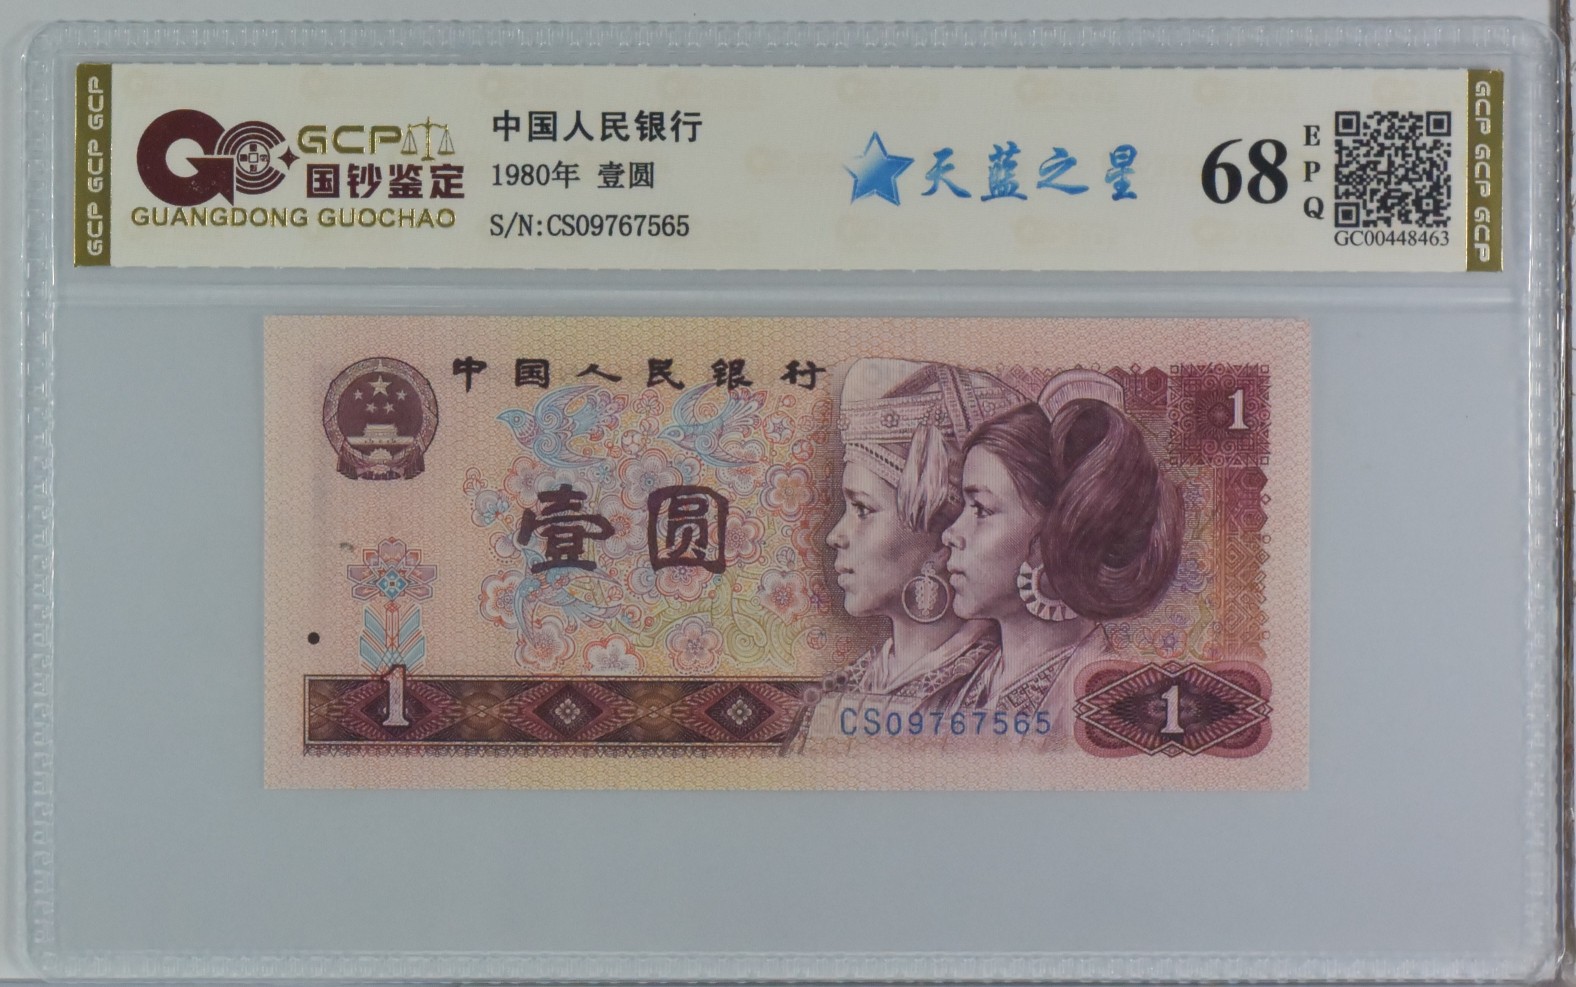 GCP GCP GCP
GCP
国钞鉴定
GUANGDONG GUOCHAO
中国人民银行
1980年 壹圆
S/N:CS09767565
天蓝之星
68
EPQ
GC00448463
GCP GCP GCP
中国人民银行
1
壹圆
1
CS09767565
1